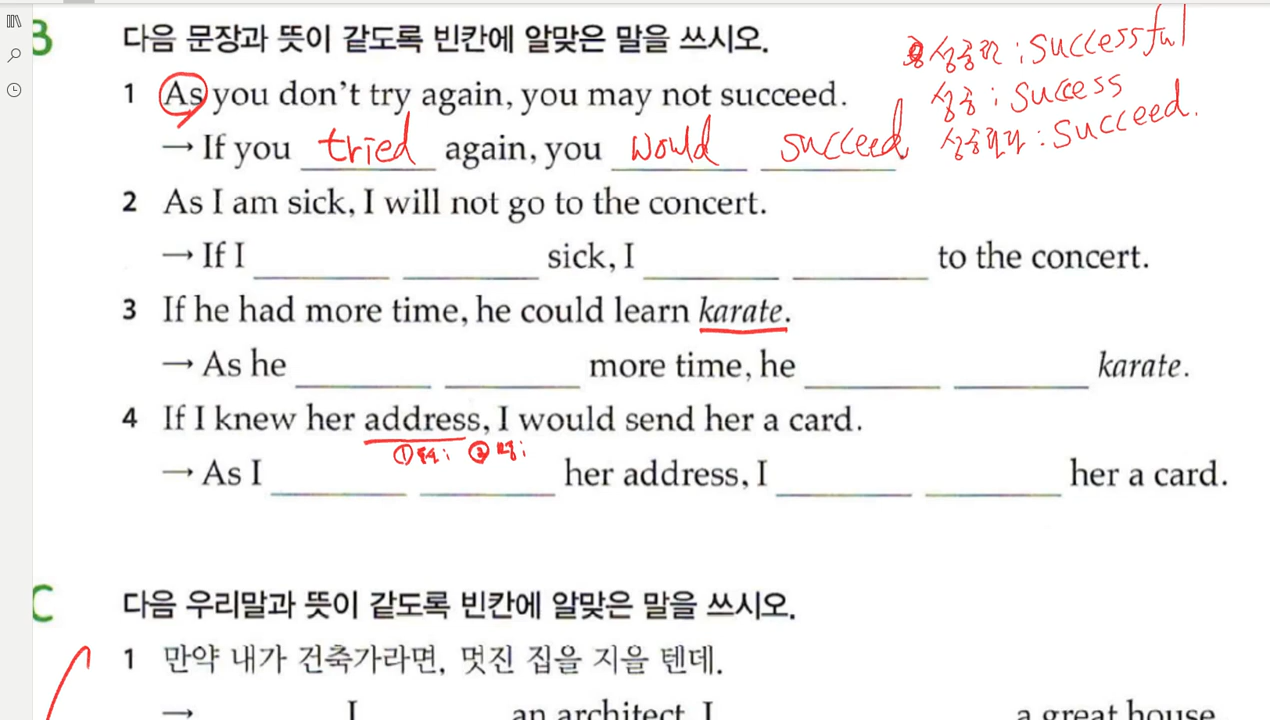 B 다음 문장과 뜻이 같도록 빈칸에 알맞은 말을 쓰시오.
성공적 : successful
성공 : success
성공하다 : succeed.
1 As you don't try again, you may not succeed.
→ If you tried again, you would succeed
2 As I am sick, I will not go to the concert.
→ If I sick, I to the concert.
3 If he had more time, he could learn karate.
→ As he more time, he karate.
4 If I knew her address, I would send her a card.
① ②
→ As I her address, I her a card.
C 다음 우리말과 뜻이 같도록 빈칸에 알맞은 말을 쓰시오.
1 만약 내가 건축가라면, 멋진 집을 지을 텐데.
→ I an architect, I a great house.